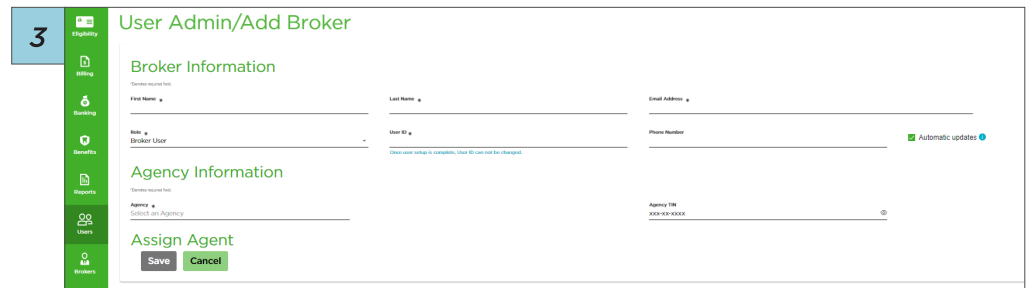 3
Eligibility
Billing
Banking
Benefits
Reports
Users
Brokers
User Admin/Add Broker
Broker Information
*Denotes required field.
First Name *
Last Name *
Email Address *
Role *
Broker User
User ID *
Once user setup is complete, User ID can not be changed.
Phone Number
Automatic updates
Agency Information
*Denotes required field.
Agency *
Select an Agency
Agency TIN
xxx-xx-xxxx
Assign Agent
Save Cancel